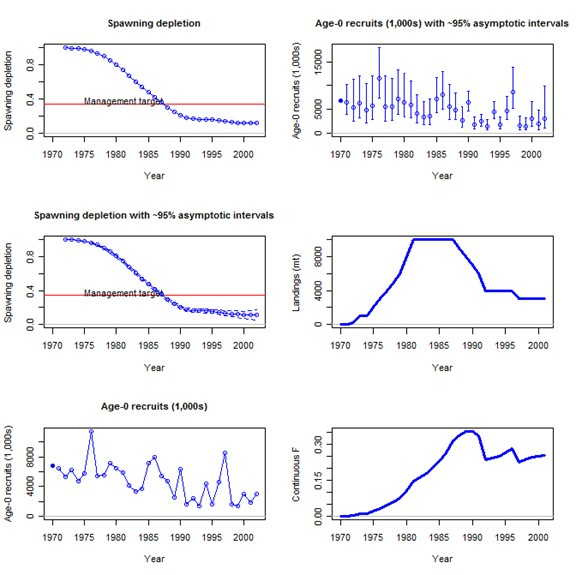 Spawning depletion
Spawning depletion
0.0 0.4 0.8
Management target
1970 1975 1980 1985 1990 1995 2000
Year
Age-0 recruits (1,000s) with ~95% asymptotic intervals
Age-0 recruits (1,000s)
0 5000 15000
1970 1975 1980 1985 1990 1995 2000
Year
Spawning depletion with ~95% asymptotic intervals
Spawning depletion
0.0 0.4 0.8
Management target
1970 1975 1980 1985 1990 1995 2000
Year
Landings (mt)
0 4000 8000
1970 1975 1980 1985 1990 1995 2000
Year
Age-0 recruits (1,000s)
Age-0 recruits (1,000s)
0 4000 8000
1970 1975 1980 1985 1990 1995 2000
Year
Continuous F
0.00 0.15 0.30
1970 1975 1980 1985 1990 1995 2000
Year